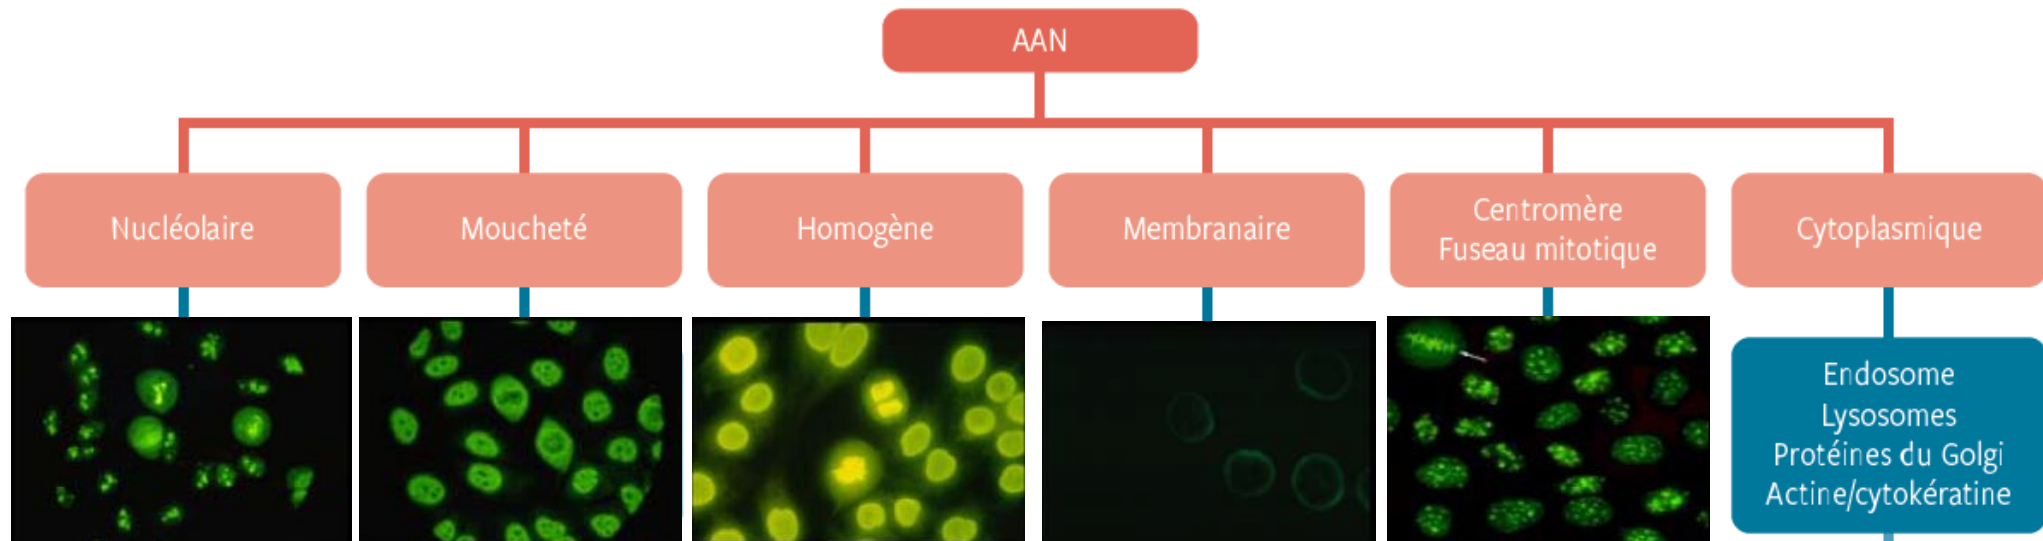 AAN
Nucléolaire
Moucheté
Homogène
Membranaire
Centromère
Fuseau mitotique
Cytoplasmique
Endosome
Lysosomes
Protéines du Golgi
Actine/cytokératine